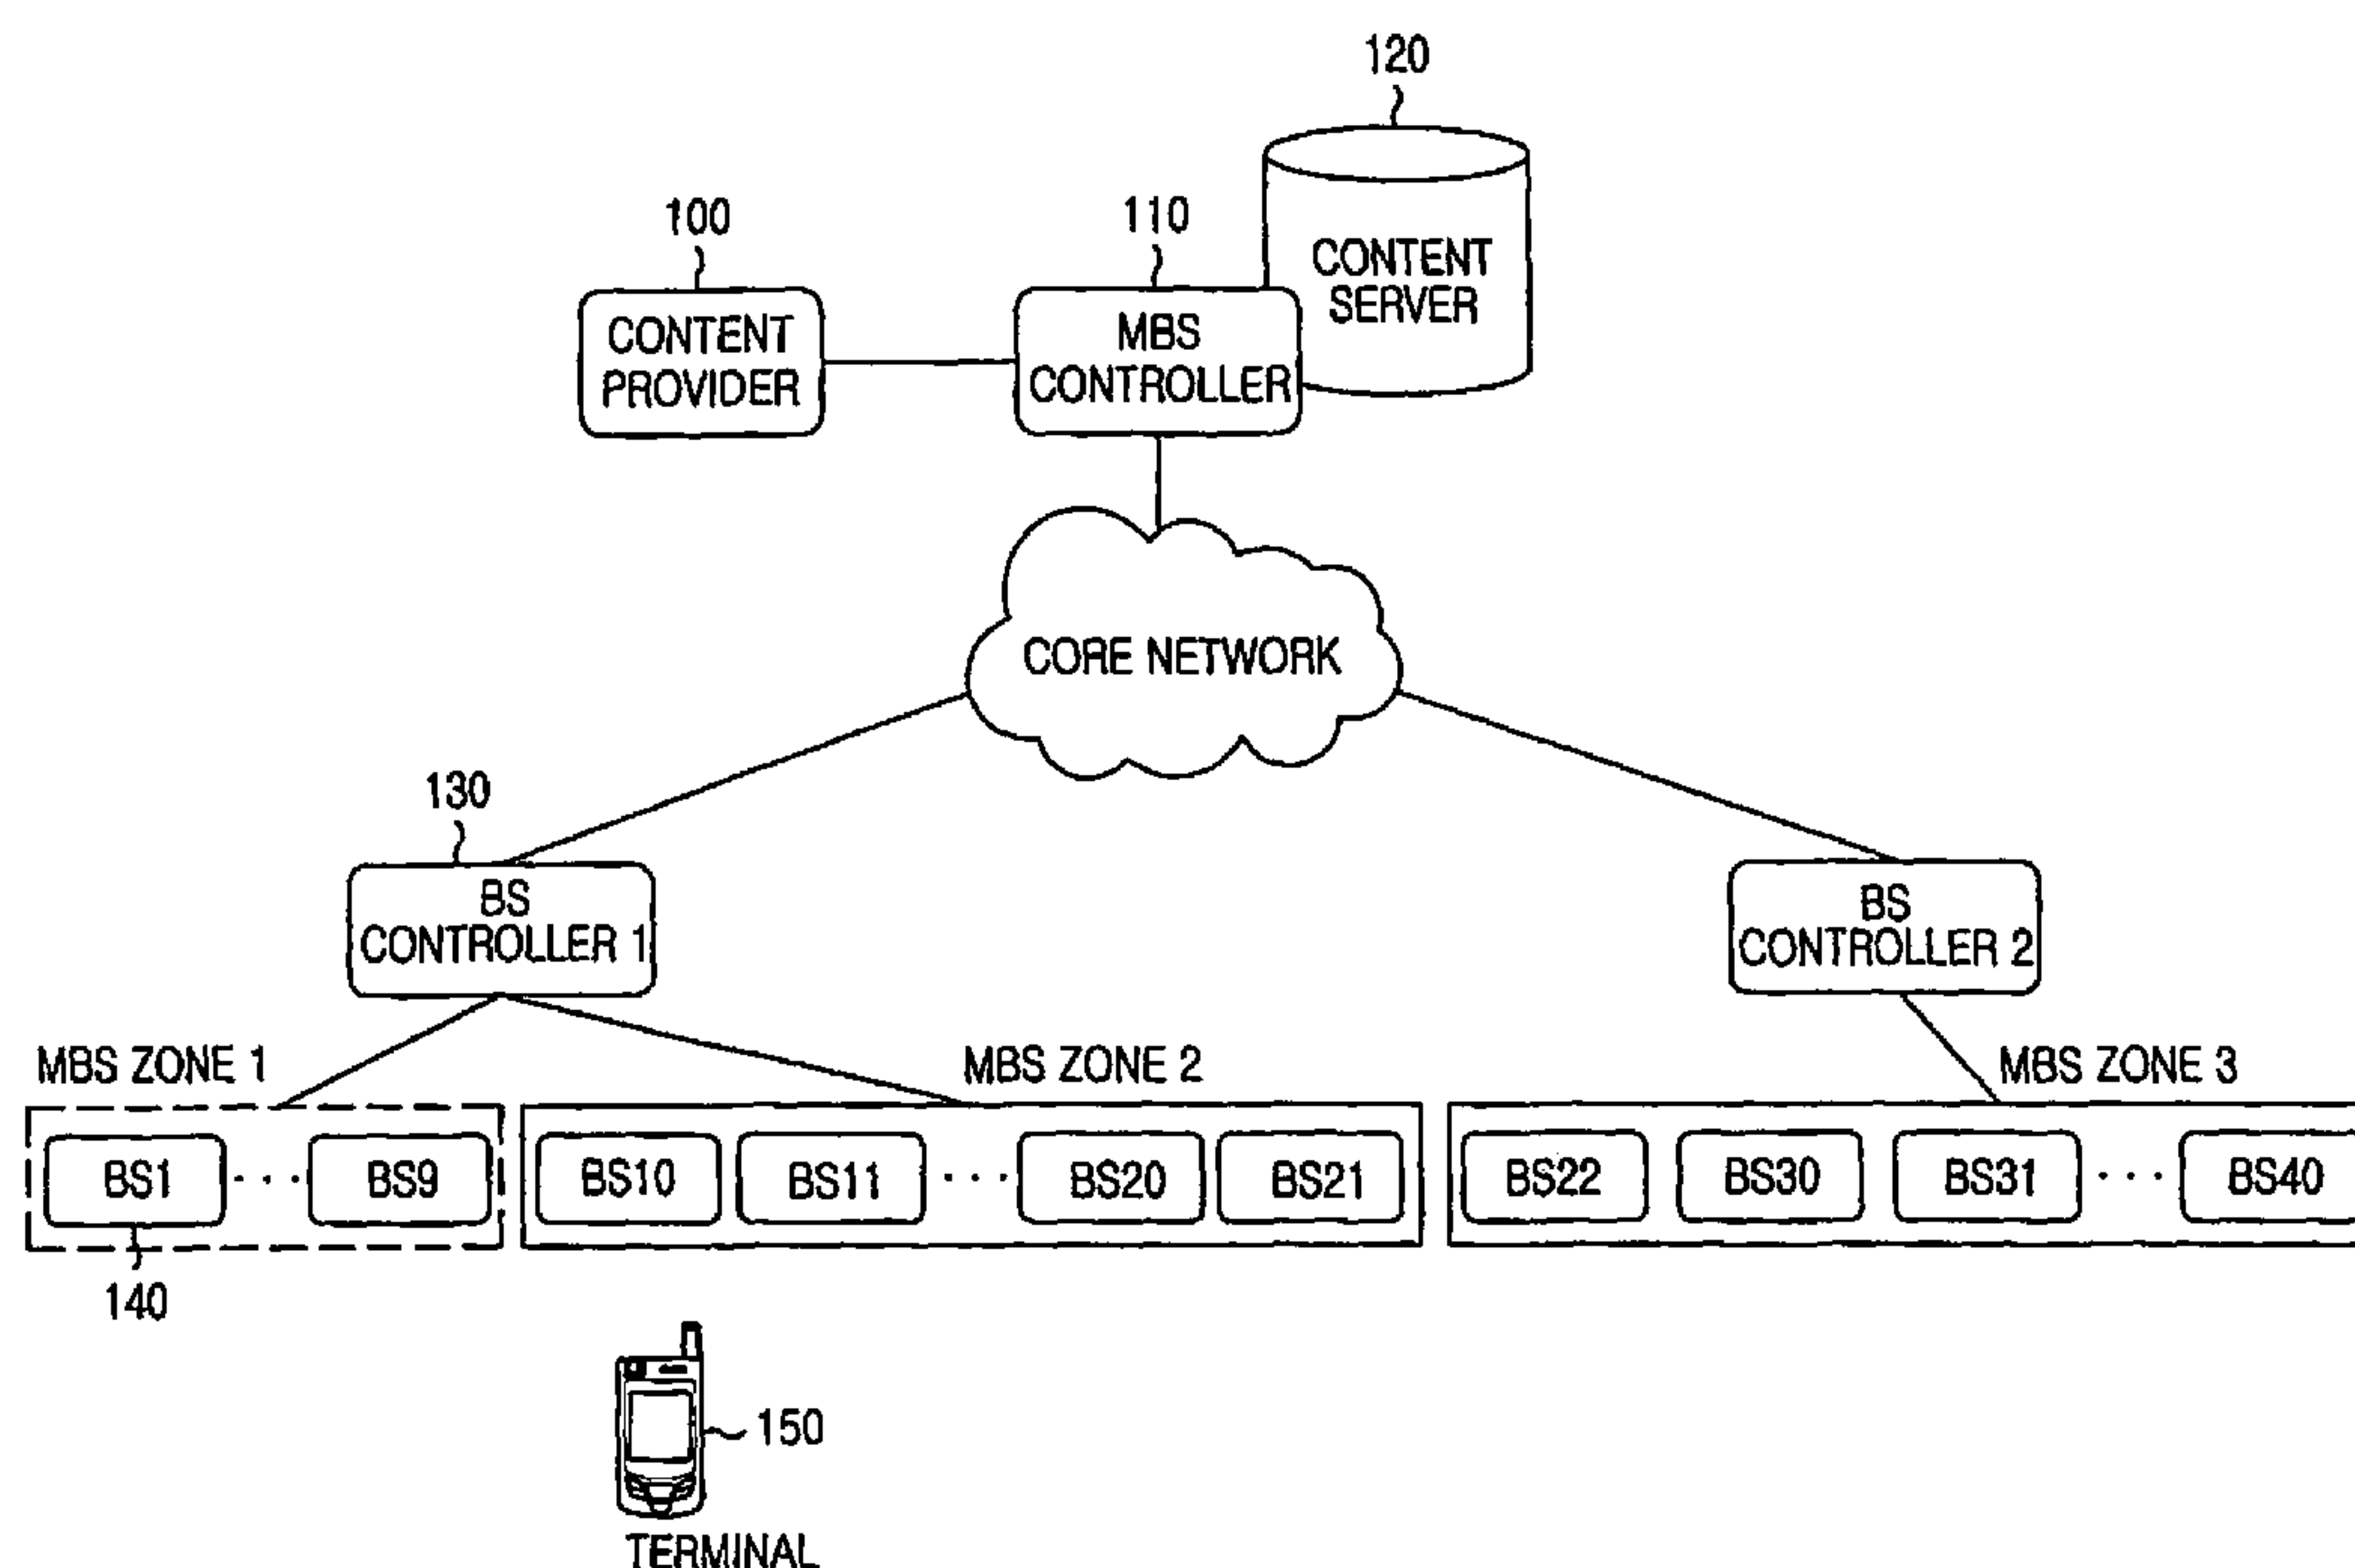 120
100
110
CONTENT
SERVER
CONTENT
PROVIDER
MBS
CONTROLLER
CORE NETWORK
130
BS
CONTROLLER 1
BS
CONTROLLER 2
MBS ZONE 1
MBS ZONE 2
MBS ZONE 3
BS1 ··· BS9
BS10 BS11 ··· BS20 BS21
BS22 BS30 BS31 ··· BS40
140
150
TERMINAL